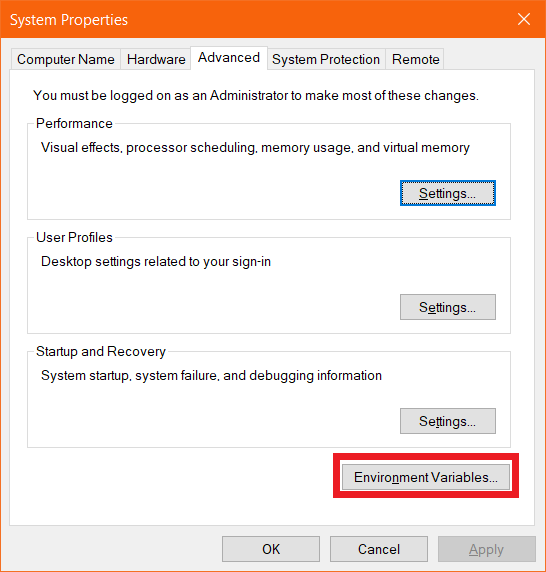 System Properties
Computer Name
Hardware
Advanced
System Protection
Remote
You must be logged on as an Administrator to make most of these changes.
Performance
Visual effects, processor scheduling, memory usage, and virtual memory
Settings...
User Profiles
Desktop settings related to your sign-in
Settings...
Startup and Recovery
System startup, system failure, and debugging information
Settings...
Environment Variables...
OK
Cancel
Apply